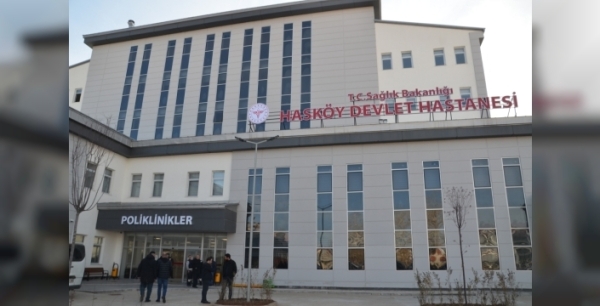 T.C. Sağlık Bakanlığı
HASKÖY DEVLET HASTANESİ
POLİKLİNİKLER